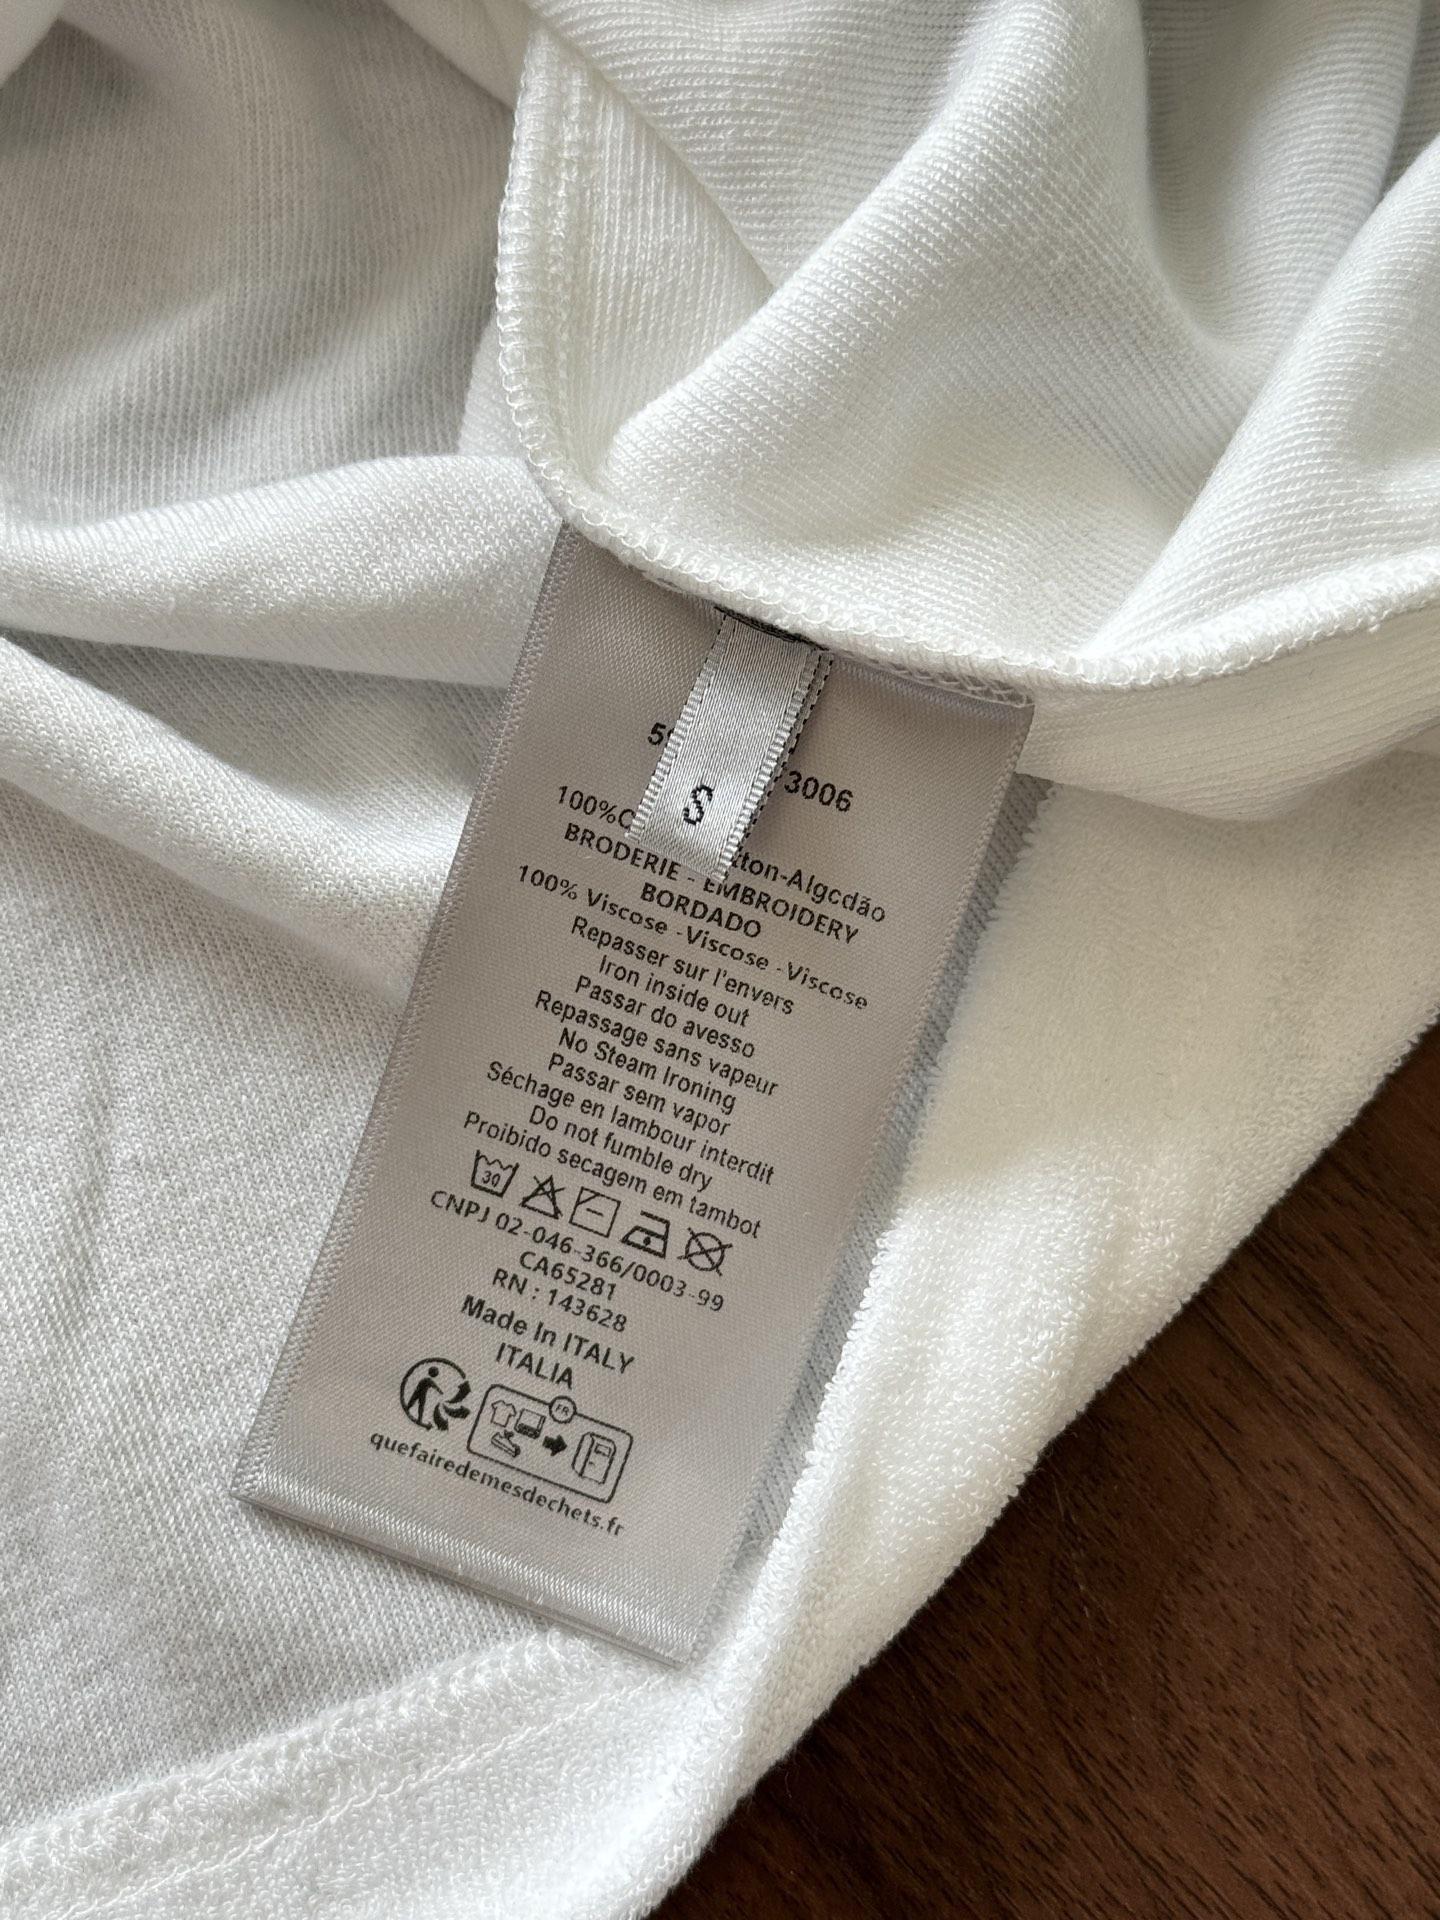 S
3006
100%
BRODERIE - EMBROIDERY
BORDADO
100% Viscose -Viscose -Viscose
Repasser sur l'envers
Iron inside out
Passar do avesso
Repassage sans vapeur
No Steam Ironing
Passar sem vapor
Séchage en lambour interdit
Do not fumble dry
Proibido secagem em tambot
30
CNPJ 02-046-366/0003-99
CA65281
RN : 143628
Made In ITALY
ITALIA
FR
quefairedemesdechets.fr